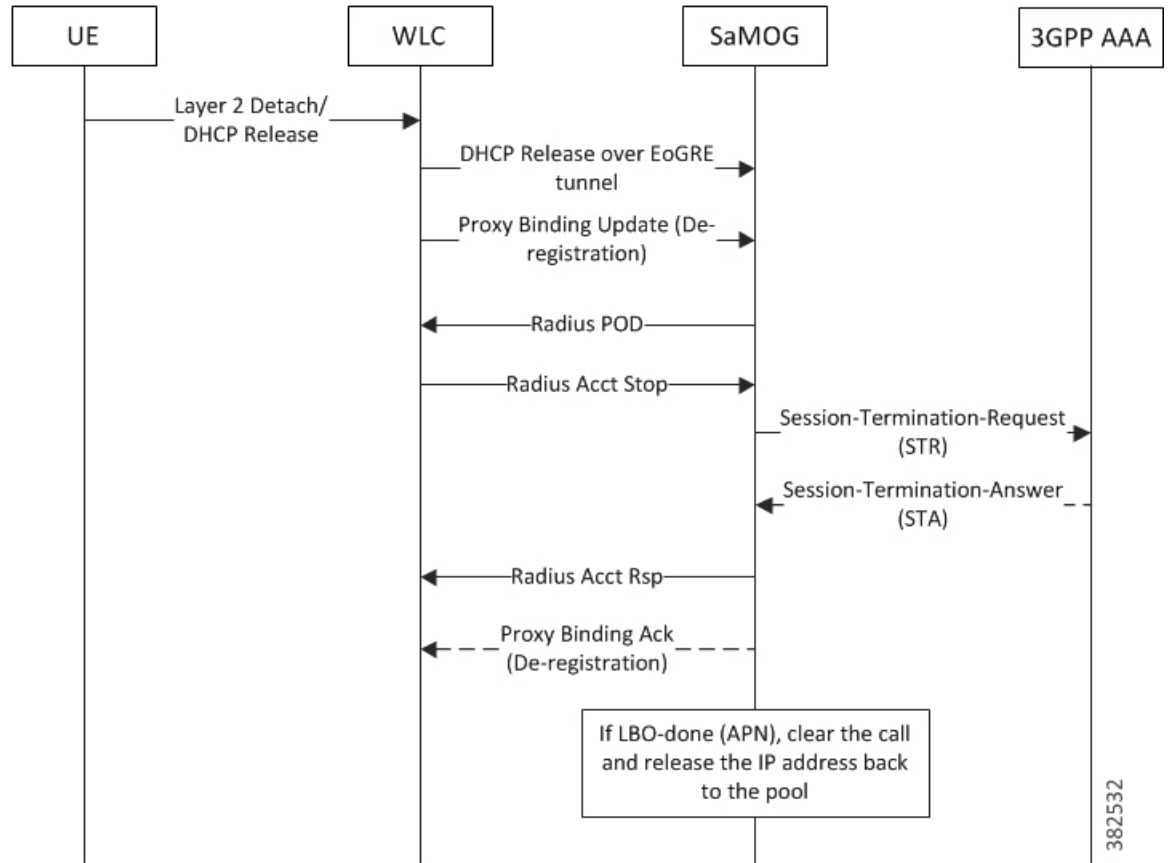 UE
WLC
SaMOG
3GPP AAA
Layer 2 Detach/
DHCP Release
DHCP Release over EoGRE
tunnel
Proxy Binding Update (De-
registration)
Radius POD
Radius Acct Stop
Session-Termination-Request
(STR)
Session-Termination-Answer
(STA)
Radius Acct Rsp
Proxy Binding Ack
(De-registration)
If LBO-done (APN), clear the call
and release the IP address back
to the pool
382532